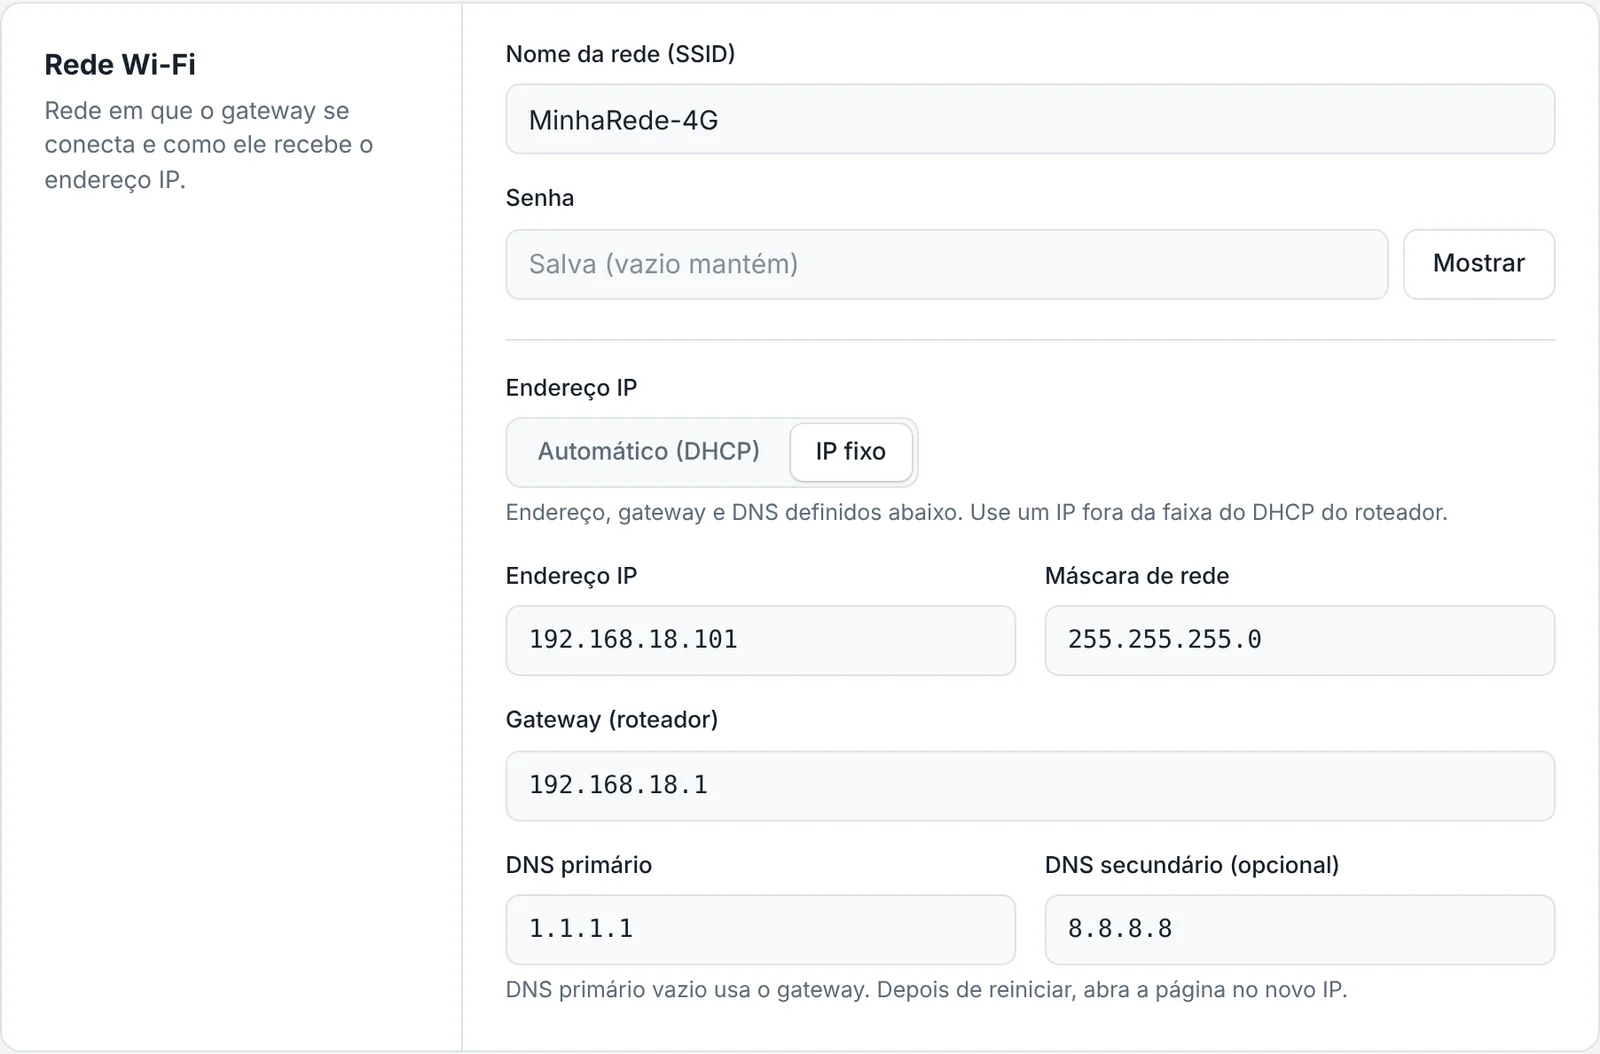 Rede Wi-Fi
Rede em que o gateway se
conecta e como ele recebe o
endereço IP.
Nome da rede (SSID)
MinhaRede-4G
Senha
Salva (vazio mantém)
Mostrar
Endereço IP
Automático (DHCP)
IP fixo
Endereço, gateway e DNS definidos abaixo. Use um IP fora da faixa do DHCP do roteador.
Endereço IP
192.168.18.101
Máscara de rede
255.255.255.0
Gateway (roteador)
192.168.18.1
DNS primário
1.1.1.1
DNS secundário (opcional)
8.8.8.8
DNS primário vazio usa o gateway. Depois de reiniciar, abra a página no novo IP.